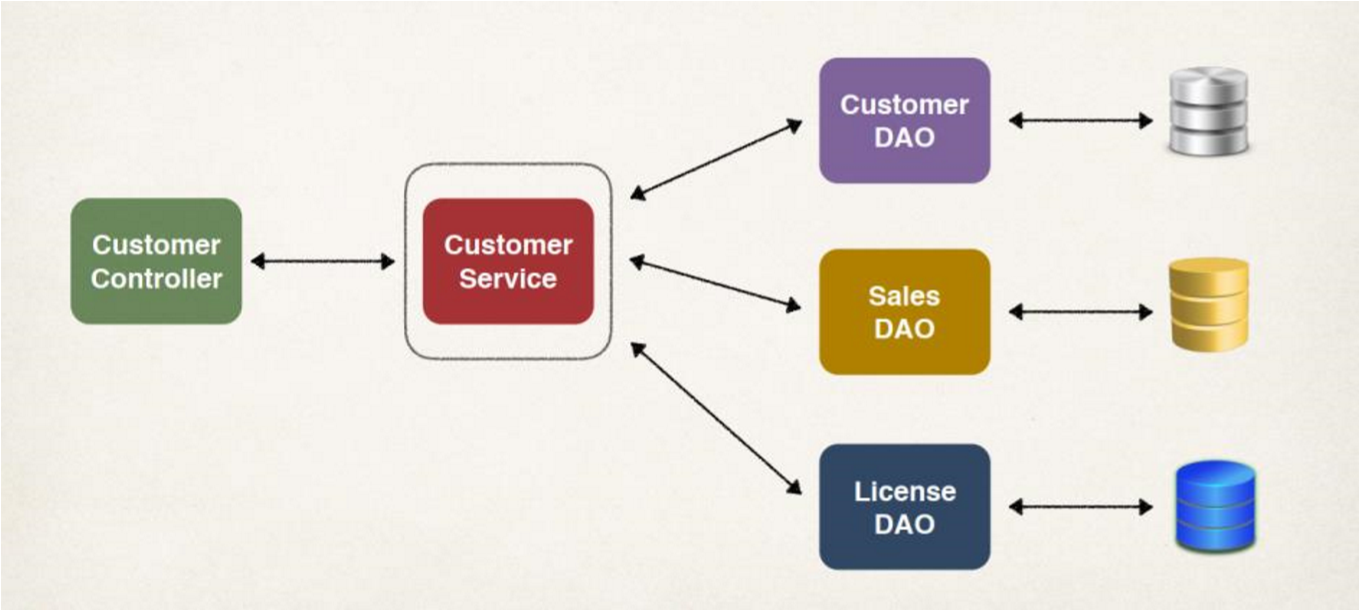 Customer
Controller
Customer
Service
Customer
DAO
Sales
DAO
License
DAO